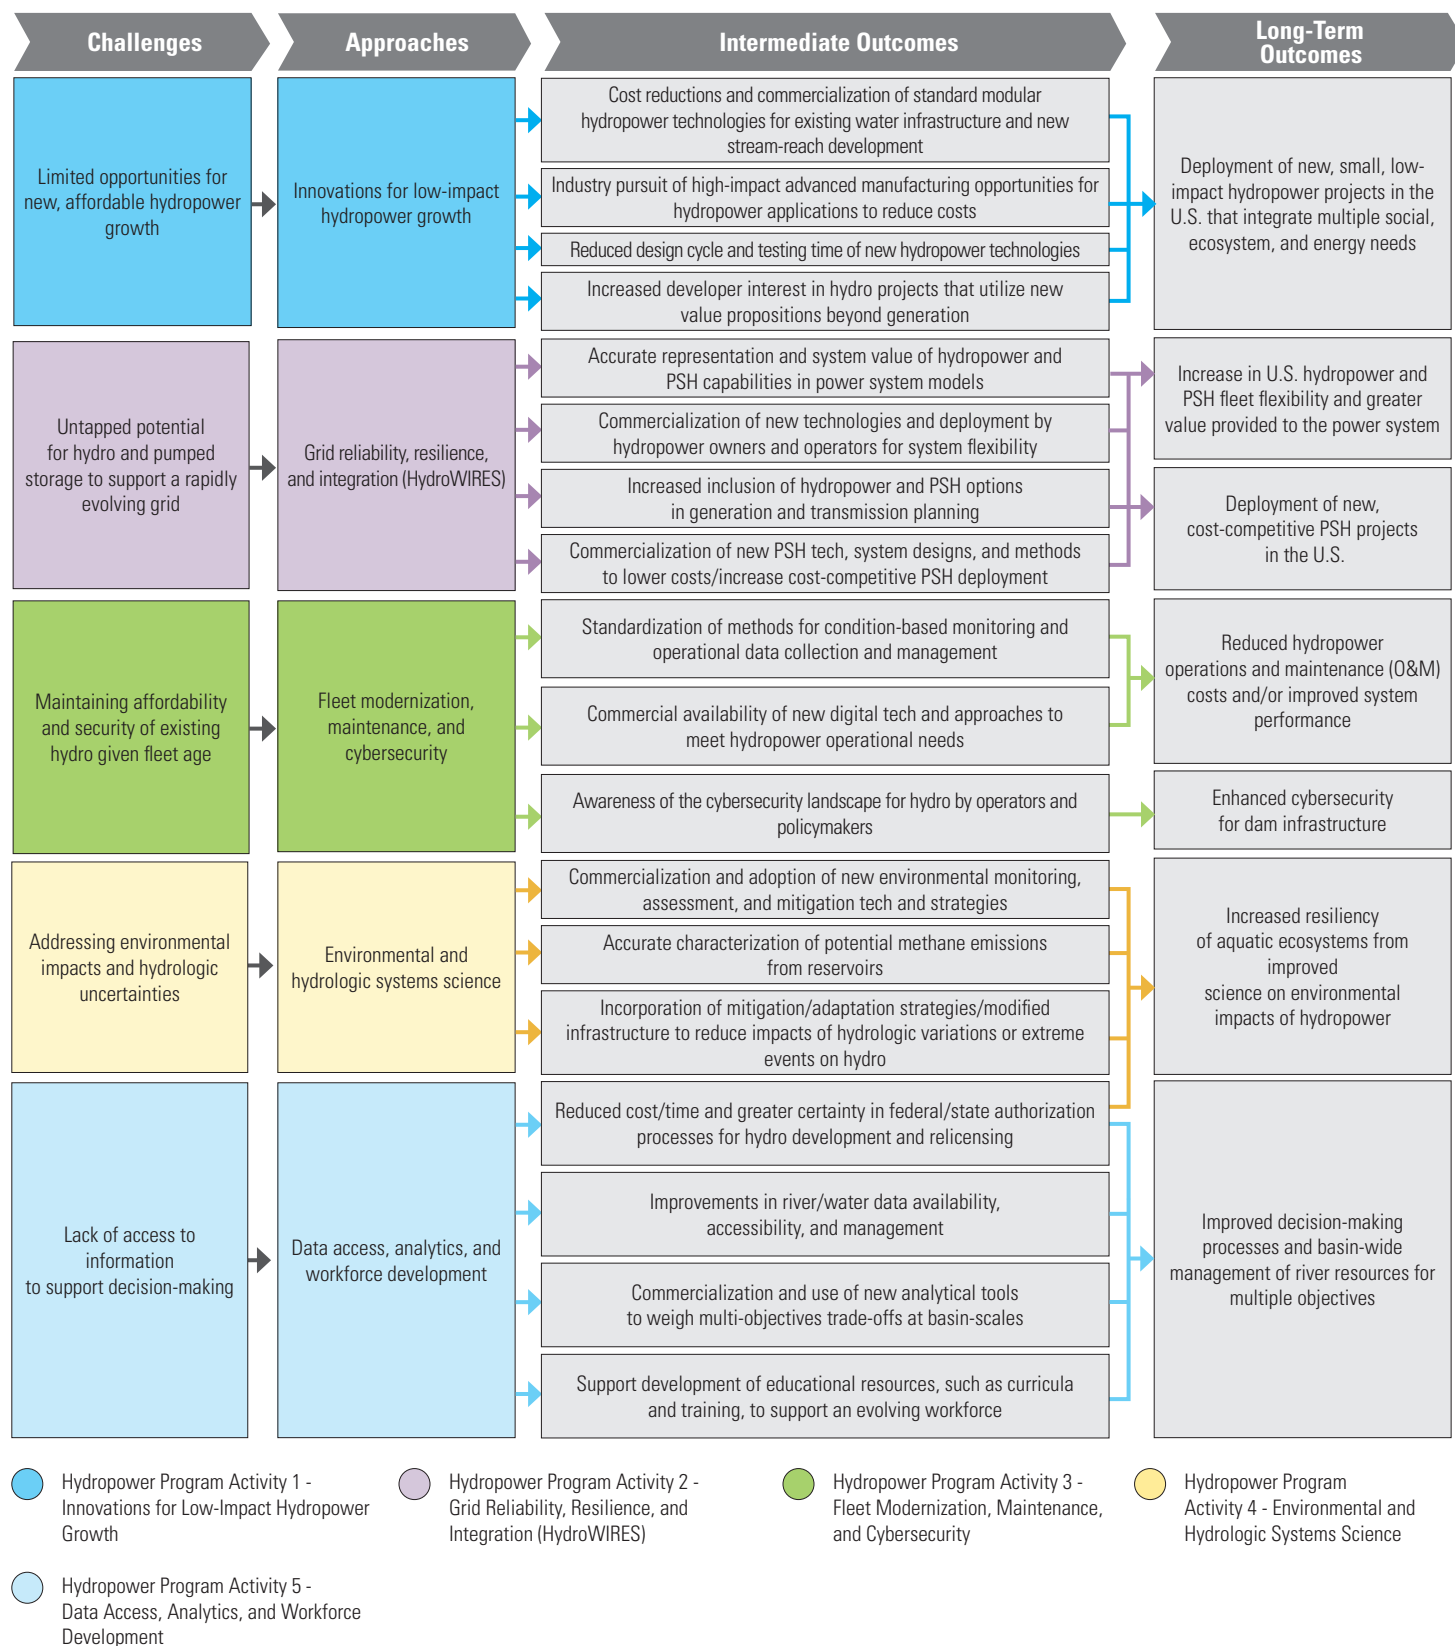 Challenges
Approaches
Intermediate Outcomes
Long-Term
Outcomes
Limited opportunities for
new, affordable hydropower
growth
Innovations for low-impact
hydropower growth
Cost reductions and commercialization of standard modular
hydropower technologies for existing water infrastructure and new
stream-reach development
Industry pursuit of high-impact advanced manufacturing opportunities for
hydropower applications to reduce costs
Reduced design cycle and testing time of new hydropower technologies
Increased developer interest in hydro projects that utilize new
value propositions beyond generation
Deployment of new, small, low-
impact hydropower projects in the
U.S. that integrate multiple social,
ecosystem, and energy needs
Untapped potential
for hydro and pumped
storage to support a rapidly
evolving grid
Grid reliability, resilience,
and integration (HydroWIRES)
Accurate representation and system value of hydropower and
PSH capabilities in power system models
Commercialization of new technologies and deployment by
hydropower owners and operators for system flexibility
Increased inclusion of hydropower and PSH options
in generation and transmission planning
Commercialization of new PSH tech, system designs, and methods
to lower costs/increase cost-competitive PSH deployment
Increase in U.S. hydropower and
PSH fleet flexibility and greater
value provided to the power system
Deployment of new,
cost-competitive PSH projects
in the U.S.
Maintaining affordability
and security of existing
hydro given fleet age
Fleet modernization,
maintenance, and
cybersecurity
Standardization of methods for condition-based monitoring and
operational data collection and management
Commercial availability of new digital tech and approaches to
meet hydropower operational needs
Awareness of the cybersecurity landscape for hydro by operators and
policymakers
Reduced hydropower
operations and maintenance (O&M)
costs and/or improved system
performance
Enhanced cybersecurity
for dam infrastructure
Addressing environmental
impacts and hydrologic
uncertainties
Environmental and
hydrologic systems science
Commercialization and adoption of new environmental monitoring,
assessment, and mitigation tech and strategies
Accurate characterization of potential methane emissions
from reservoirs
Incorporation of mitigation/adaptation strategies/modified
infrastructure to reduce impacts of hydrologic variations or extreme
events on hydro
Increased resiliency
of aquatic ecosystems from
improved
science on environmental
impacts of hydropower
Lack of access to
information
to support decision-making
Data access, analytics, and
workforce development
Reduced cost/time and greater certainty in federal/state authorization
processes for hydro development and relicensing
Improvements in river/water data availability,
accessibility, and management
Commercialization and use of new analytical tools
to weigh multi-objectives trade-offs at basin-scales
Support development of educational resources, such as curricula
and training, to support an evolving workforce
Improved decision-making
processes and basin-wide
management of river resources for
multiple objectives
Hydropower Program Activity 1 -
Innovations for Low-Impact Hydropower
Growth
Hydropower Program Activity 2 -
Grid Reliability, Resilience, and
Integration (HydroWIRES)
Hydropower Program Activity 3 -
Fleet Modernization, Maintenance,
and Cybersecurity
Hydropower Program
Activity 4 - Environmental and
Hydrologic Systems Science
Hydropower Program Activity 5 -
Data Access, Analytics, and Workforce
Development